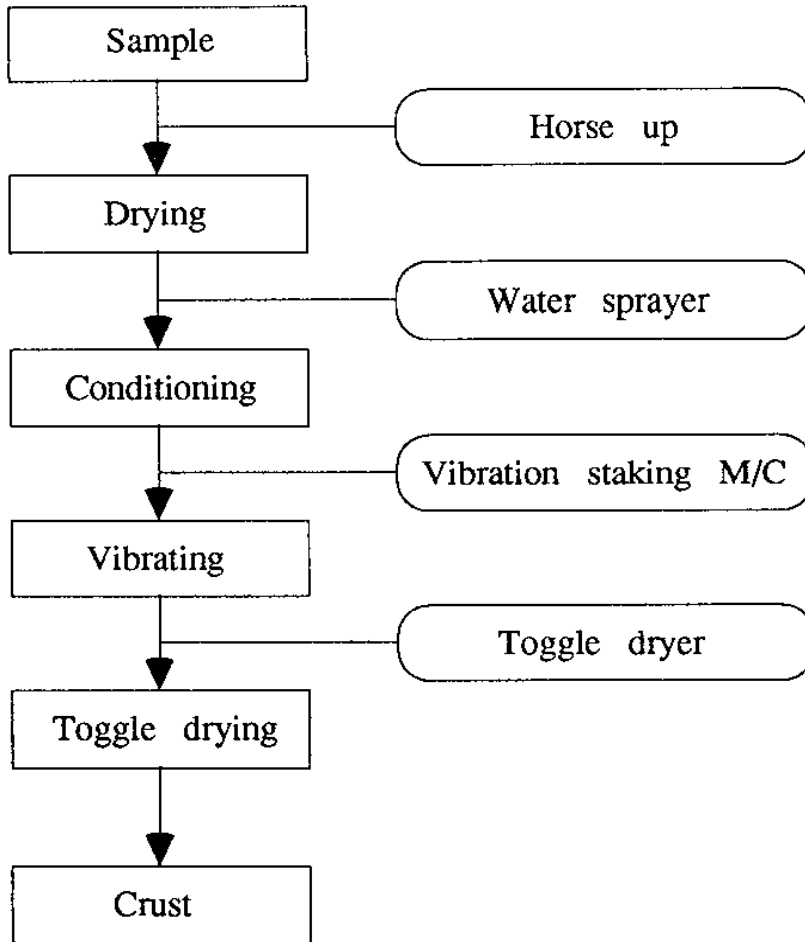 Sample
Horse up
Drying
Water sprayer
Conditioning
Vibration staking M/C
Vibrating
Toggle dryer
Toggle drying
Crust